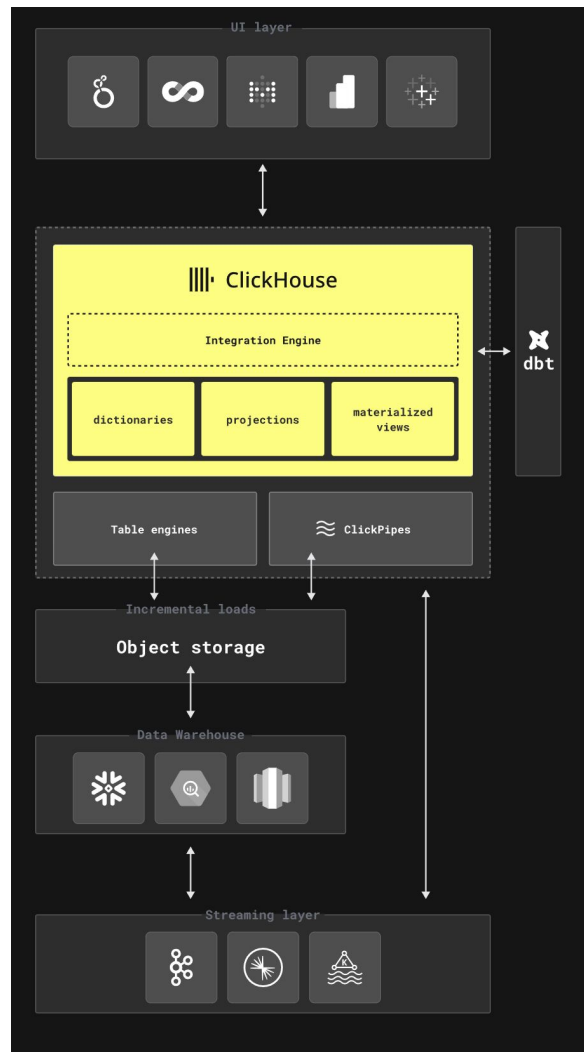 UI layer
ClickHouse
Integration Engine
dictionaries
projections
materialized
views
dbt
Table engines
ClickPipes
Incremental loads
Object storage
Data Warehouse
Streaming layer
K